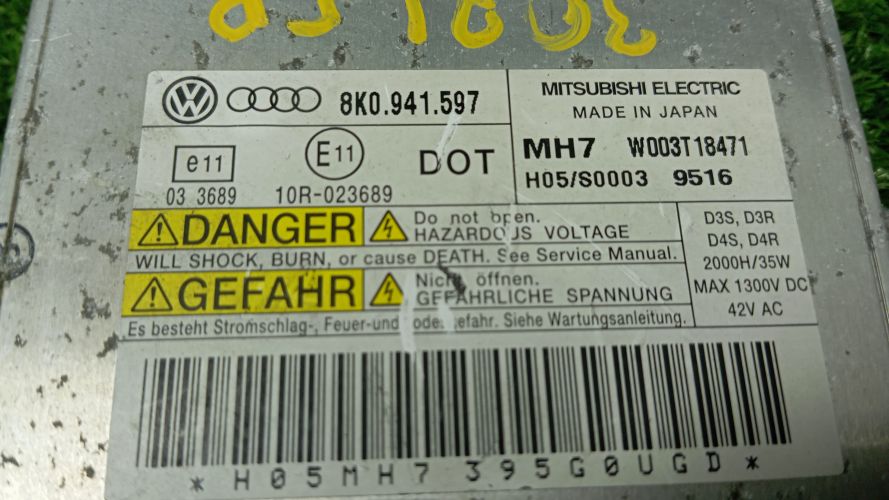 8K0.941.597
MITSUBISHI ELECTRIC
MADE IN JAPAN
e11
E11
DOT
MH7 W003T18471
03 3689
10R-023689
H05/S0003 9516
DANGER
Do not open.
HAZARDOUS VOLTAGE
WILL SHOCK, BURN, or cause DEATH. See Service Manual.
GEFAHR
Nicht öffnen.
GEFÄHRLICHE SPANNUNG
Es besteht Stromschlag-, Feuer-und Todesgefahr. Siehe Wartungsanleitung.
D3S, D3R
D4S, D4R
2000H/35W
MAX 1300V DC
42V AC
* H05MH7 395G0UGD *